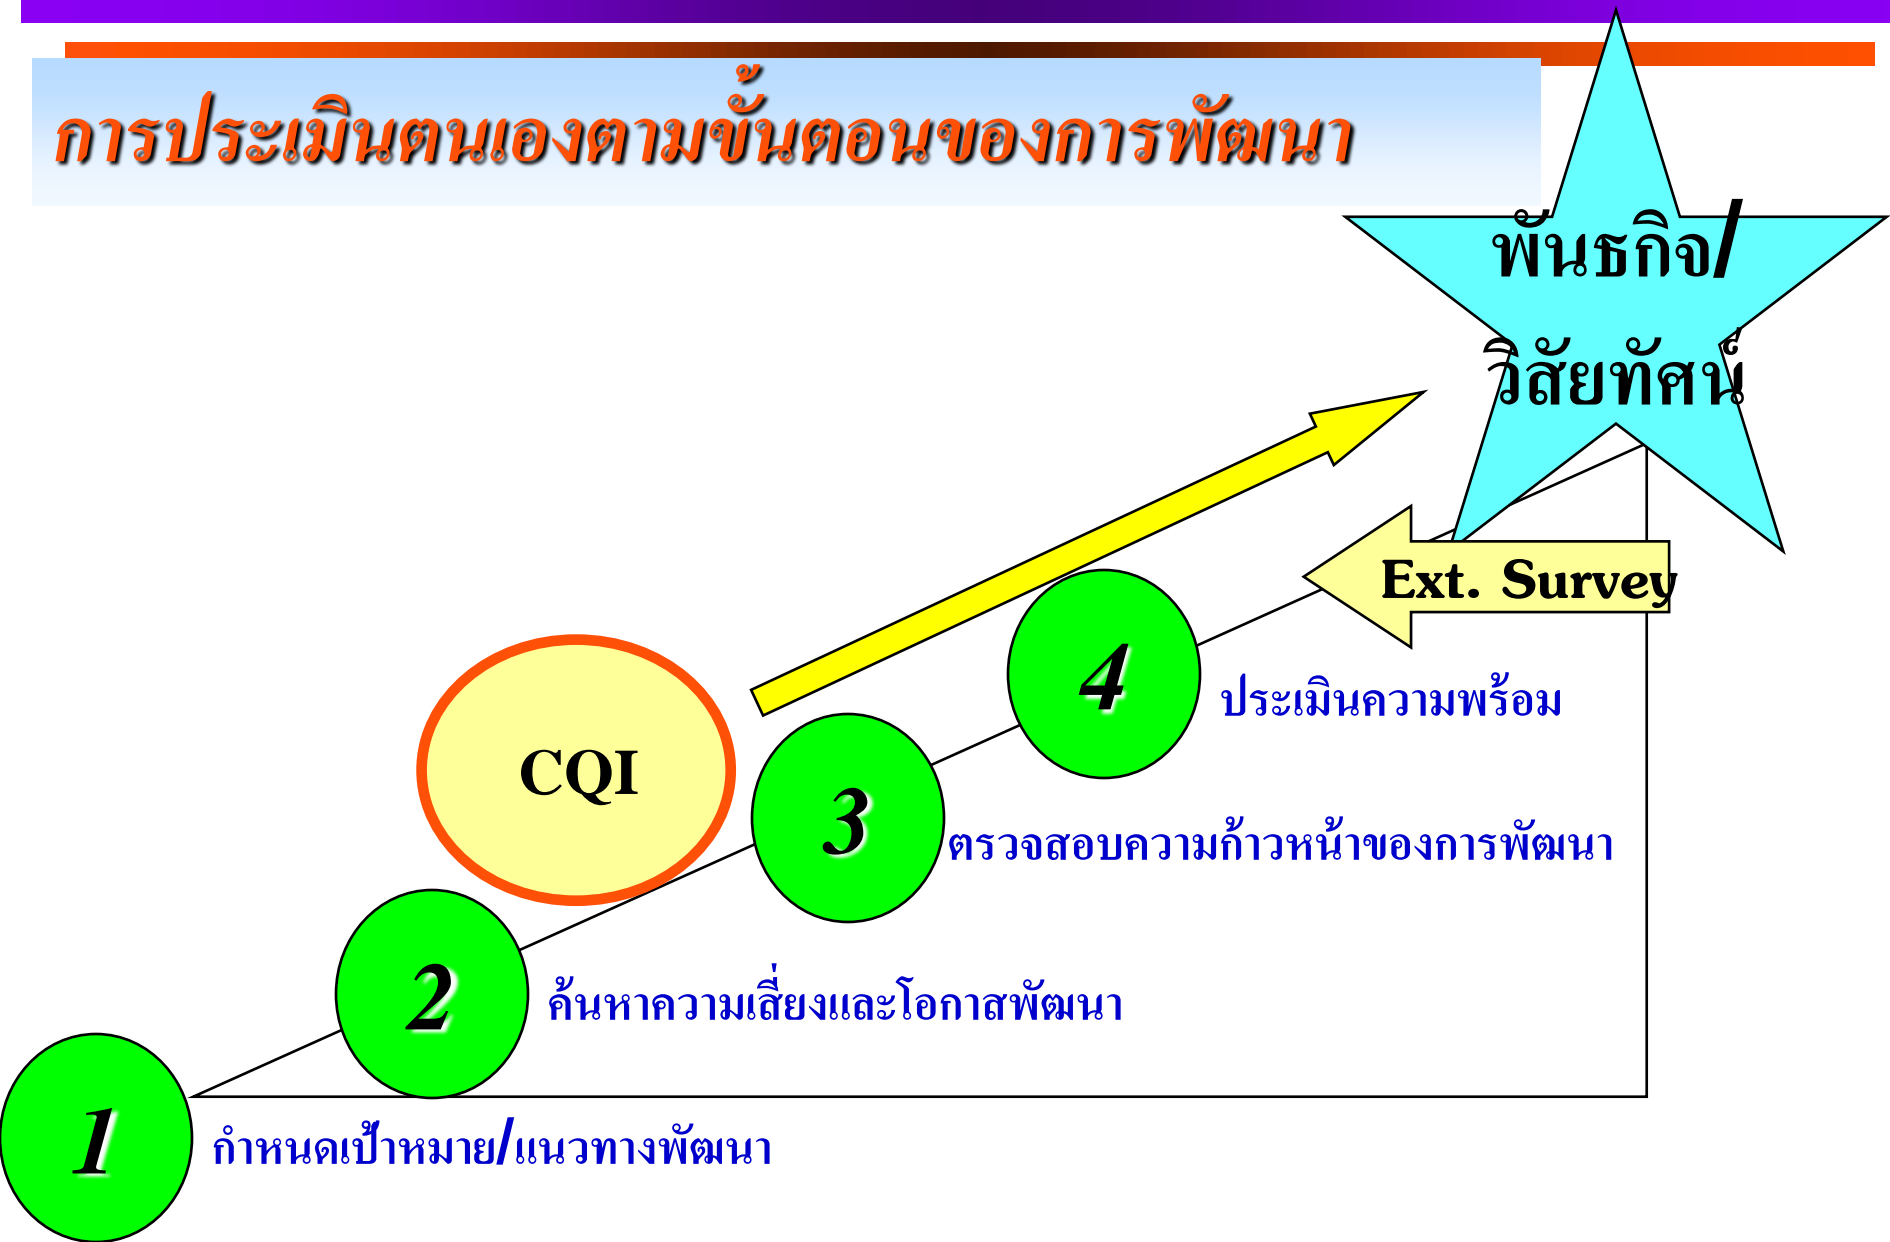 การประเมินตนเองตามขั้นตอนของการพัฒนา
พันธกิจ/
วิสัยทัศน์
Ext. Survey
4
ประเมินความพร้อม
CQI
3
ตรวจสอบความก้าวหน้าของการพัฒนา
2
ค้นหาความเสี่ยงและโอกาสพัฒนา
1
กำหนดเป้าหมาย/แนวทางพัฒนา